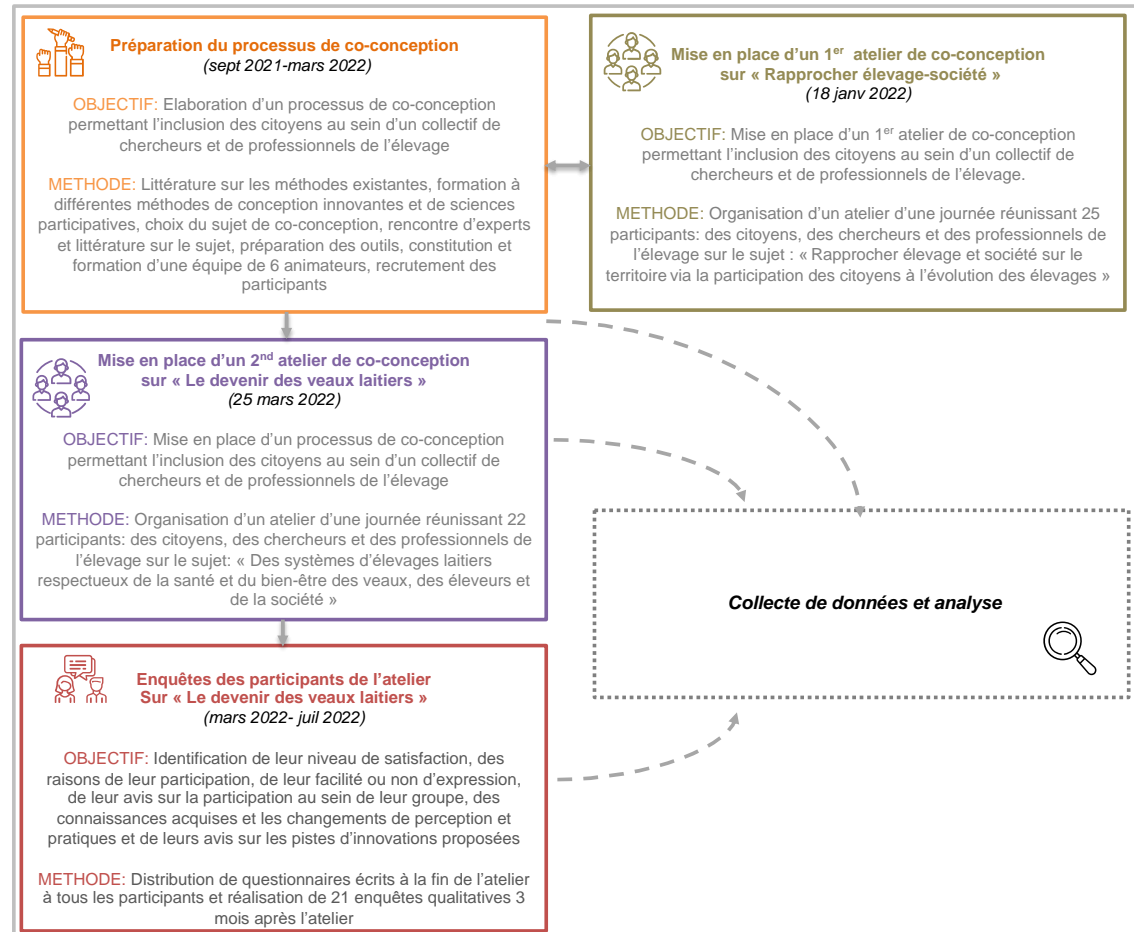 Préparation du processus de co-conception
(sept 2021-mars 2022)
OBJECTIF: Elaboration d'un processus de co-conception
permettant l'inclusion des citoyens au sein d'un collectif de
chercheurs et de professionnels de l'élevage
METHODE: Littérature sur les méthodes existantes, formation à
différentes méthodes de conception innovantes et de sciences
participatives, choix du sujet de co-conception, rencontre d'experts
et littérature sur le sujet, préparation des outils, constitution et
formation d'une équipe de 6 animateurs, recrutement des
participants
Mise en place d'un 1er atelier de co-conception
sur « Rapprocher élevage-société »
(18 janv 2022)
OBJECTIF: Mise en place d'un 1er atelier de co-conception
permettant l'inclusion des citoyens au sein d'un collectif de
chercheurs et de professionnels de l'élevage.
METHODE: Organisation d'un atelier d'une journée réunissant 25
participants: des citoyens, des chercheurs et des professionnels de
l'élevage sur le sujet : « Rapprocher élevage et société sur le
territoire via la participation des citoyens à l'évolution des élevages »
Mise en place d'un 2nd atelier de co-conception
sur « Le devenir des veaux laitiers »
(25 mars 2022)
OBJECTIF: Mise en place d'un processus de co-conception
permettant l'inclusion des citoyens au sein d'un collectif de
chercheurs et de professionnels de l'élevage
METHODE: Organisation d'un atelier d'une journée réunissant 22
participants: des citoyens, des chercheurs et des professionnels de
l'élevage sur le sujet: « Des systèmes d'élevages laitiers
respectueux de la santé et du bien-être des veaux, des éleveurs et
de la société »
Collecte de données et analyse
Enquêtes des participants de l'atelier
Sur « Le devenir des veaux laitiers »
(mars 2022- juil 2022)
OBJECTIF: Identification de leur niveau de satisfaction, des
raisons de leur participation, de leur facilité ou non d'expression,
de leur avis sur la participation au sein de leur groupe, des
connaissances acquises et les changements de perception et
pratiques et de leurs avis sur les pistes d'innovations proposées
METHODE: Distribution de questionnaires écrits à la fin de l'atelier
à tous les participants et réalisation de 21 enquêtes qualitatives 3
mois après l'atelier